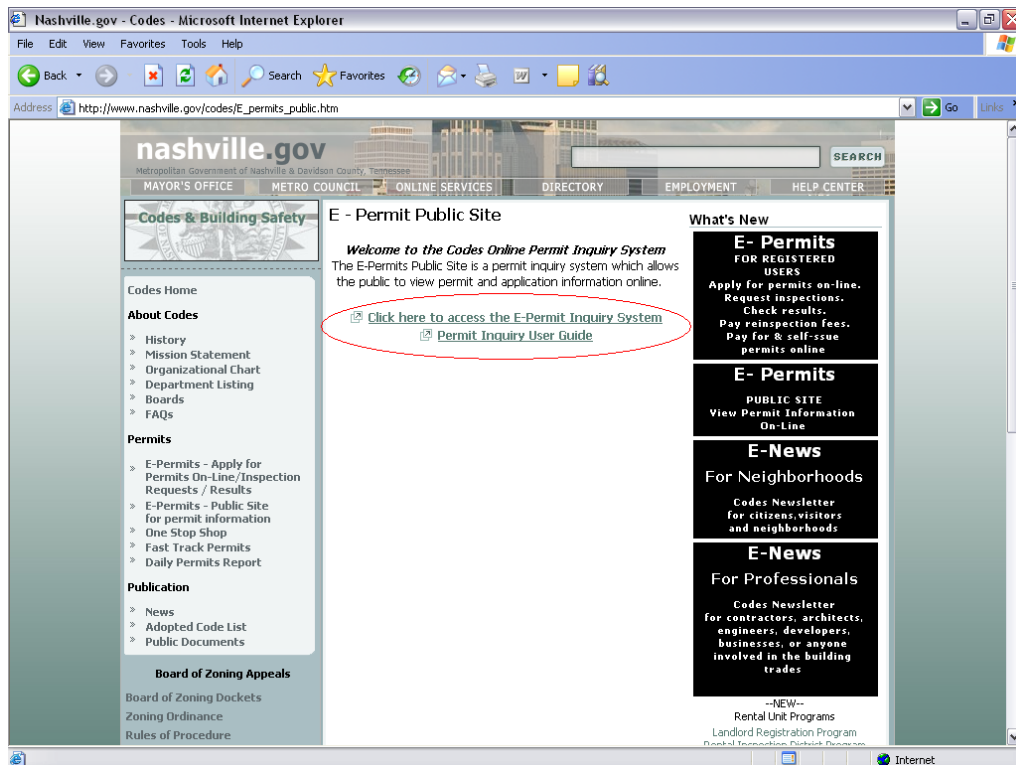 Nashville.gov - Codes - Microsoft Internet Explorer
File Edit View Favorites Tools Help
Back Search Favorites
Address http://www.nashville.gov/codes/E_permits_public.htm Go Links
nashville.gov
Metropolitan Government of Nashville & Davidson County, Tennessee
SEARCH
MAYOR'S OFFICE METRO COUNCIL ONLINE SERVICES DIRECTORY EMPLOYMENT HELP CENTER
Codes & Building Safety
Codes Home
About Codes
» History
» Mission Statement
» Organizational Chart
» Department Listing
» Boards
» FAQs
Permits
» E-Permits - Apply for
Permits On-Line/Inspection
Requests / Results
» E-Permits - Public Site
for permit information
» One Stop Shop
» Fast Track Permits
» Daily Permits Report
Publication
» News
» Adopted Code List
» Public Documents
Board of Zoning Appeals
Board of Zoning Dockets
Zoning Ordinance
Rules of Procedure
E - Permit Public Site
Welcome to the Codes Online Permit Inquiry System
The E-Permits Public Site is a permit inquiry system which allows
the public to view permit and application information online.
Click here to access the E-Permit Inquiry System
Permit Inquiry User Guide
What's New
E- Permits
FOR REGISTERED
USERS
Apply for permits on-line.
Request inspections.
Check results.
Pay reinspection fees.
Pay for & self-ssue
permits online
E- Permits
PUBLIC SITE
View Permit Information
On-Line
E-News
For Neighborhoods
Codes Newsletter
for citizens,visitors
and neighborhoods
E-News
For Professionals
Codes Newsletter
for contractors, architects,
engineers, developers,
businesses, or anyone
involved in the building
trades
--NEW--
Rental Unit Programs
Landlord Registration Program
Rental Inspection District Program
Internet